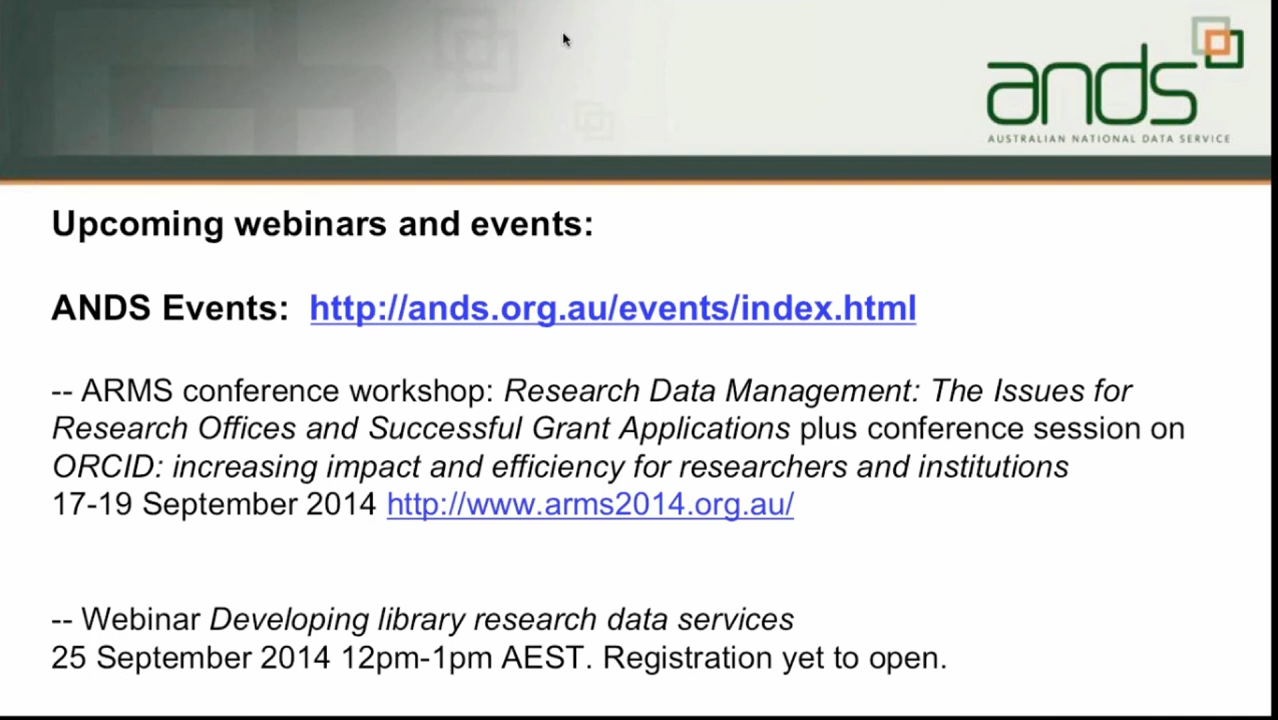 ands
AUSTRALIAN NATIONAL DATA SERVICE
Upcoming webinars and events:
ANDS Events: http://ands.org.au/events/index.html
-- ARMS conference workshop: Research Data Management: The Issues for
Research Offices and Successful Grant Applications plus conference session on
ORCID: increasing impact and efficiency for researchers and institutions
17-19 September 2014 http://www.arms2014.org.au/
-- Webinar Developing library research data services
25 September 2014 12pm-1pm AEST. Registration yet to open.